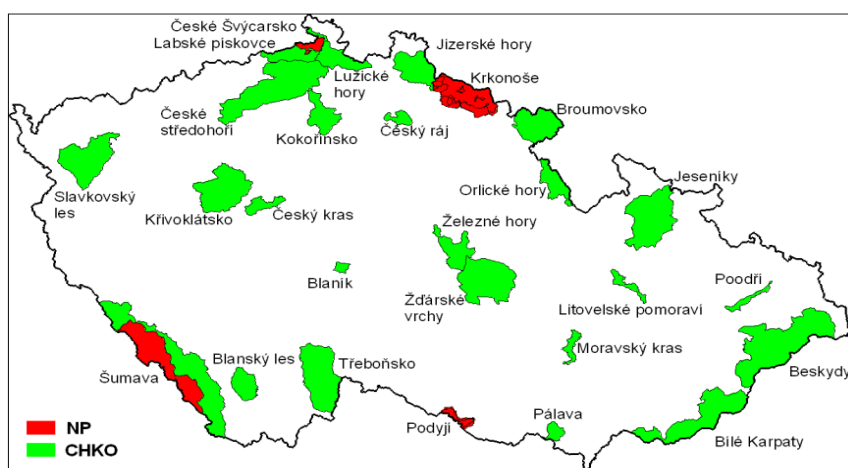 České Švýcarsko
Labské pískovce
Jizerské hory
Lužické
hory
Krkonoše
České
středohoří
Kokořínsko
Český ráj
Broumovsko
Slavkovský
les
Křivoklátsko
Český kras
Orlické hory
Jeseníky
Železné hory
Blaník
Žďárské
vrchy
Litovelské pomoraví
Poodří
Moravský kras
Beskydy
Šumava
Blanský les
Třeboňsko
Podyjí
Pálava
Bílé Karpaty
NP
CHKO